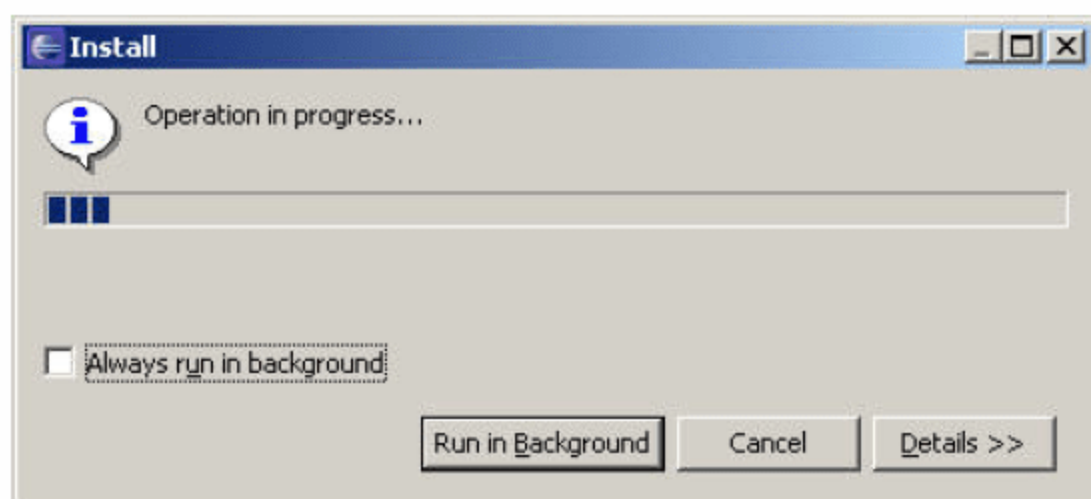 Install
Operation in progress...
Always run in background
Run in Background Cancel Details >>